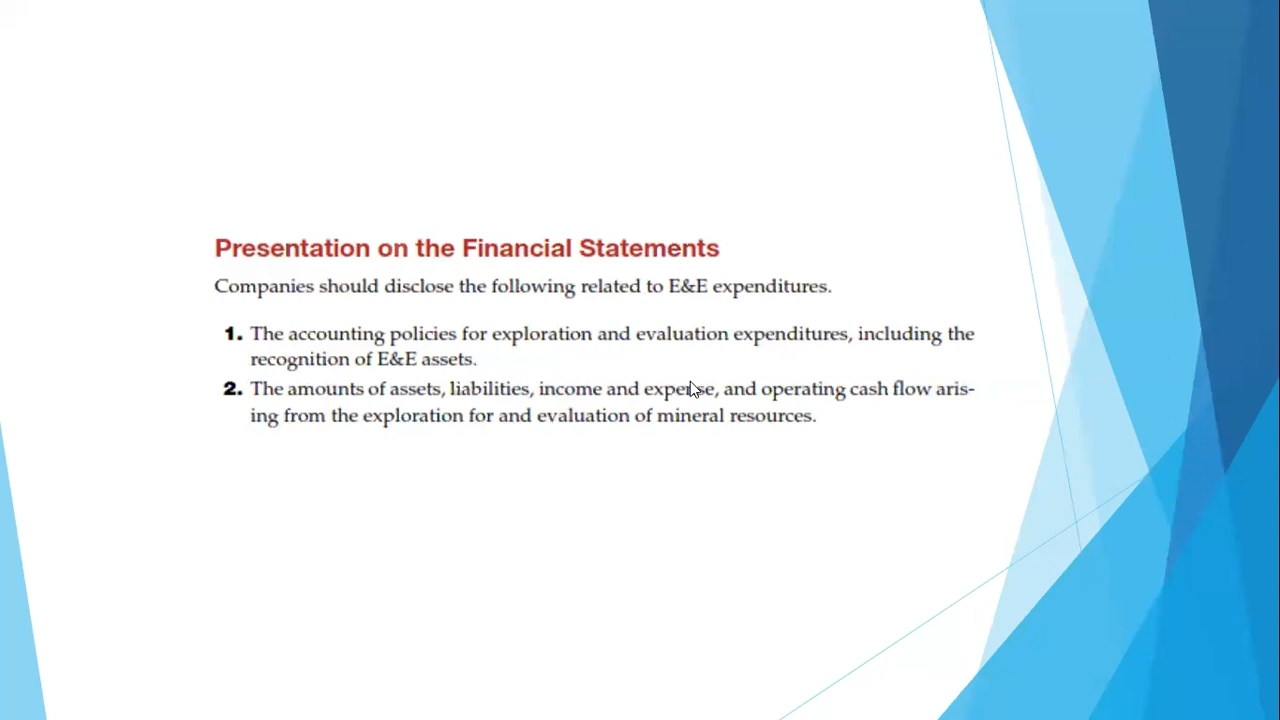 Presentation on the Financial Statements
Companies should disclose the following related to E&E expenditures.
1. The accounting policies for exploration and evaluation expenditures, including the
recognition of E&E assets.
2. The amounts of assets, liabilities, income and expense, and operating cash flow aris-
ing from the exploration for and evaluation of mineral resources.